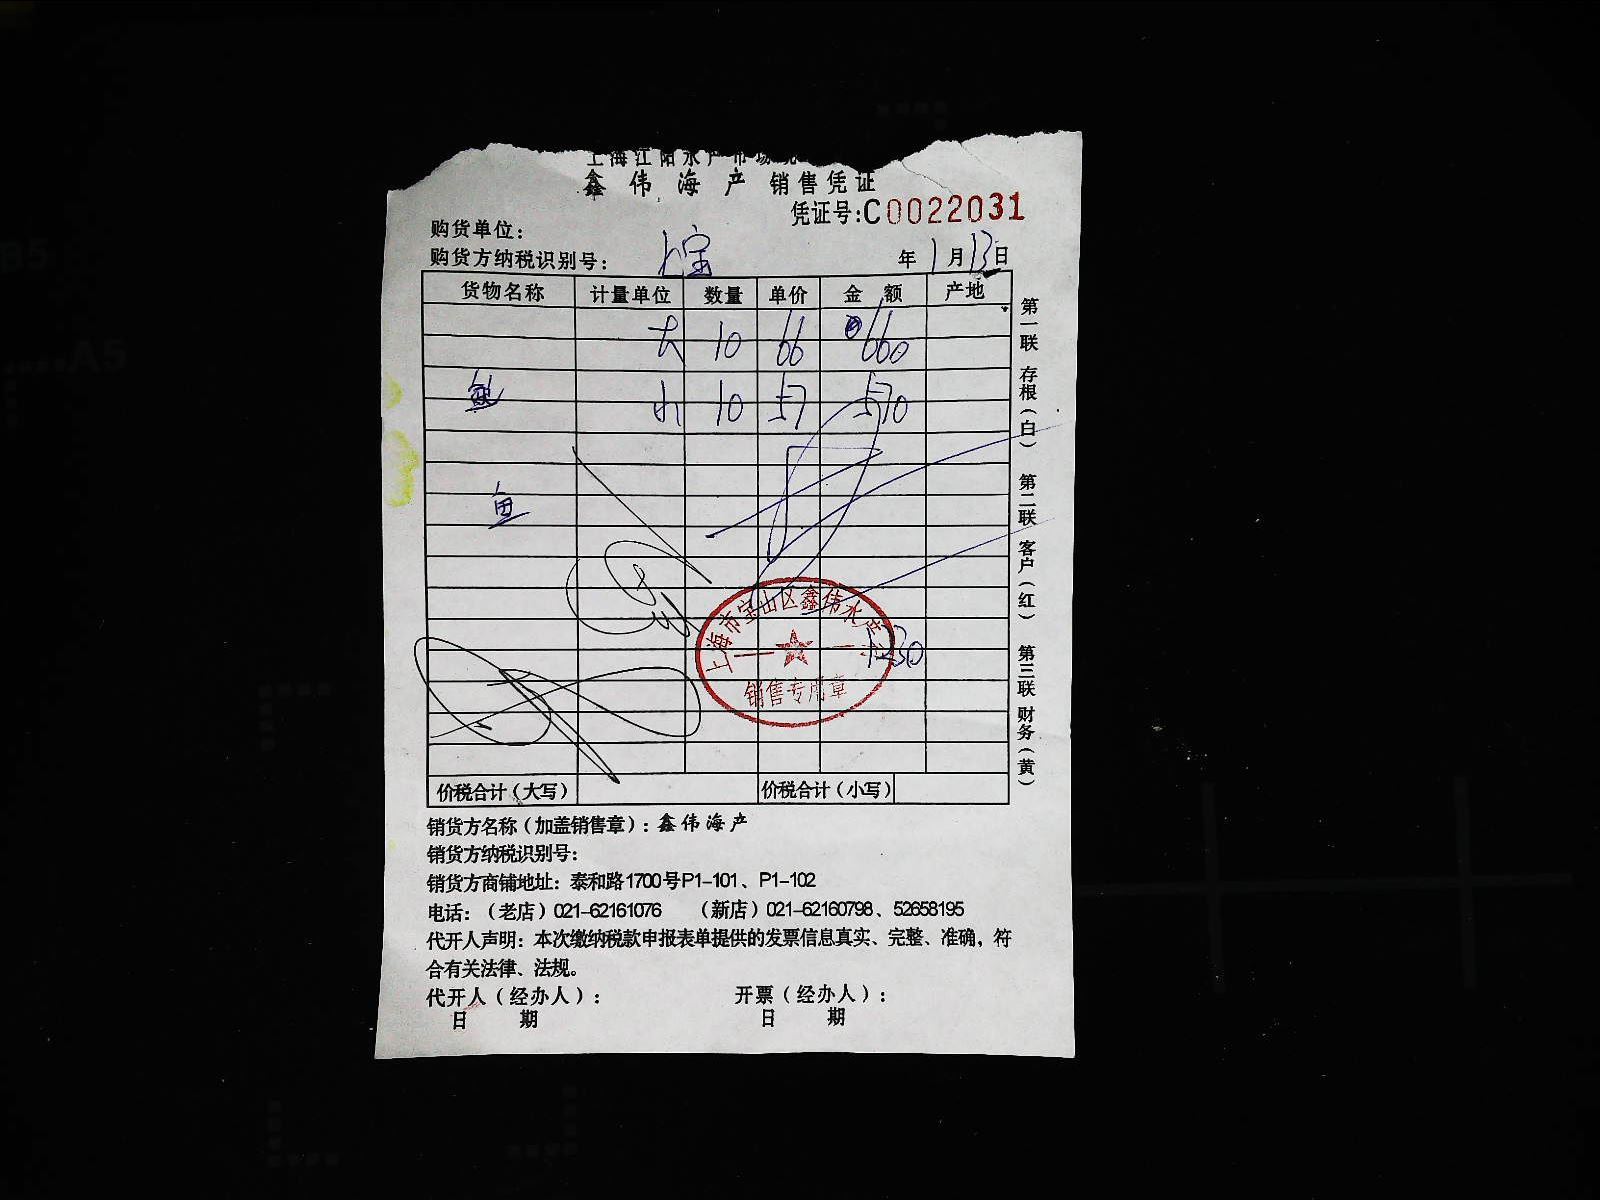 上海江阳水产市场
鑫伟海产 销售凭证
凭证号:C0022031
购货单位：
购货方纳税识别号： 上宝 年1月13日
货物名称 计量单位 数量 单价 金额 产地
大 10 66 660
小 10 57 570
鱼
上海市宝山区鑫伟水产
1230
销售专用章
价税合计（大写） 价税合计（小写）
销货方名称（加盖销售章）：鑫伟海产
销货方纳税识别号：
销货方商铺地址：泰和路1700号P1-101、P1-102
电话：（老店）021-62161076 （新店）021-62160798、52658195
代开人声明：本次缴纳税款申报表单提供的发票信息真实、完整、准确，符
合有关法律、法规。
代开人（经办人）： 开票（经办人）：
日 期 日 期
第一联 存根（白） 第二联 客户（红） 第三联 财务（黄）